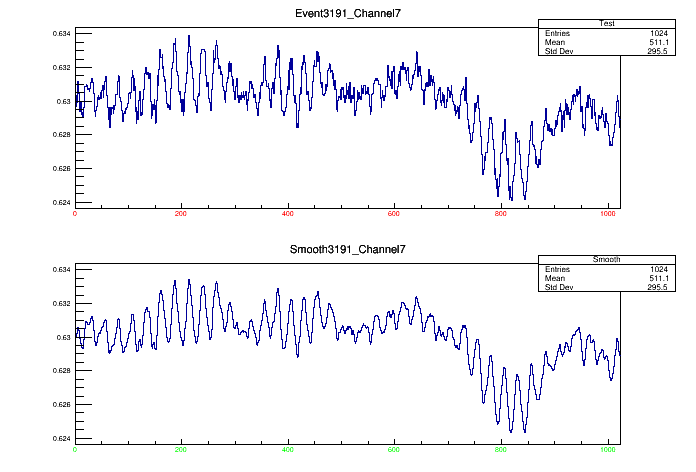 Event3191_Channel7
Test
Entries 1024
Mean 511.1
Std Dev 295.5
0.634
0.632
0.63
0.628
0.626
0.624
0 200 400 600 800 1000
Smooth3191_Channel7
Smooth
Entries 1024
Mean 511.1
Std Dev 295.5
0.634
0.632
0.63
0.628
0.626
0.624
0 200 400 600 800 1000